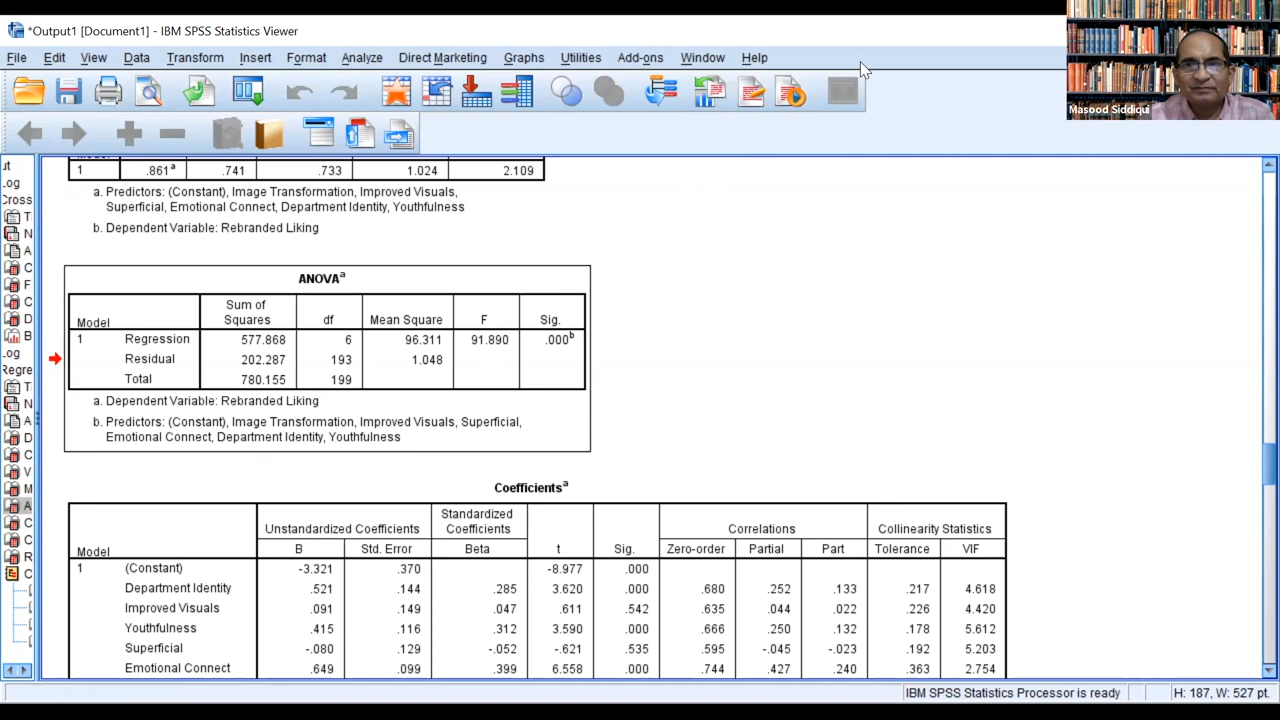 *Output1 [Document1] - IBM SPSS Statistics Viewer
File Edit View Data Transform Insert Format Analyze Direct Marketing Graphs Utilities Add-ons Window Help
Masood Siddiqui
1 .861a .741 .733 1.024 2.109
a. Predictors: (Constant), Image Transformation, Improved Visuals,
Superficial, Emotional Connect, Department Identity, Youthfulness
b. Dependent Variable: Rebranded Liking
ANOVAa
Model Sum of Squares df Mean Square F Sig.
1 Regression 577.868 6 96.311 91.890 .000b
Residual 202.287 193 1.048
Total 780.155 199
a. Dependent Variable: Rebranded Liking
b. Predictors: (Constant), Image Transformation, Improved Visuals, Superficial,
Emotional Connect, Department Identity, Youthfulness
Coefficientsa
Unstandardized Coefficients Standardized Coefficients Correlations Collinearity Statistics
Model B Std. Error Beta t Sig. Zero-order Partial Part Tolerance VIF
1 (Constant) -3.321 .370 -8.977 .000
Department Identity .521 .144 .285 3.620 .000 .680 .252 .133 .217 4.618
Improved Visuals .091 .149 .047 .611 .542 .635 .044 .022 .226 4.420
Youthfulness .415 .116 .312 3.590 .000 .666 .250 .132 .178 5.612
Superficial -.080 .129 -.052 -.621 .535 .595 -.045 -.023 .192 5.203
Emotional Connect .649 .099 .399 6.558 .000 .744 .427 .240 .363 2.754
IBM SPSS Statistics Processor is ready H: 187, W: 527 pt.